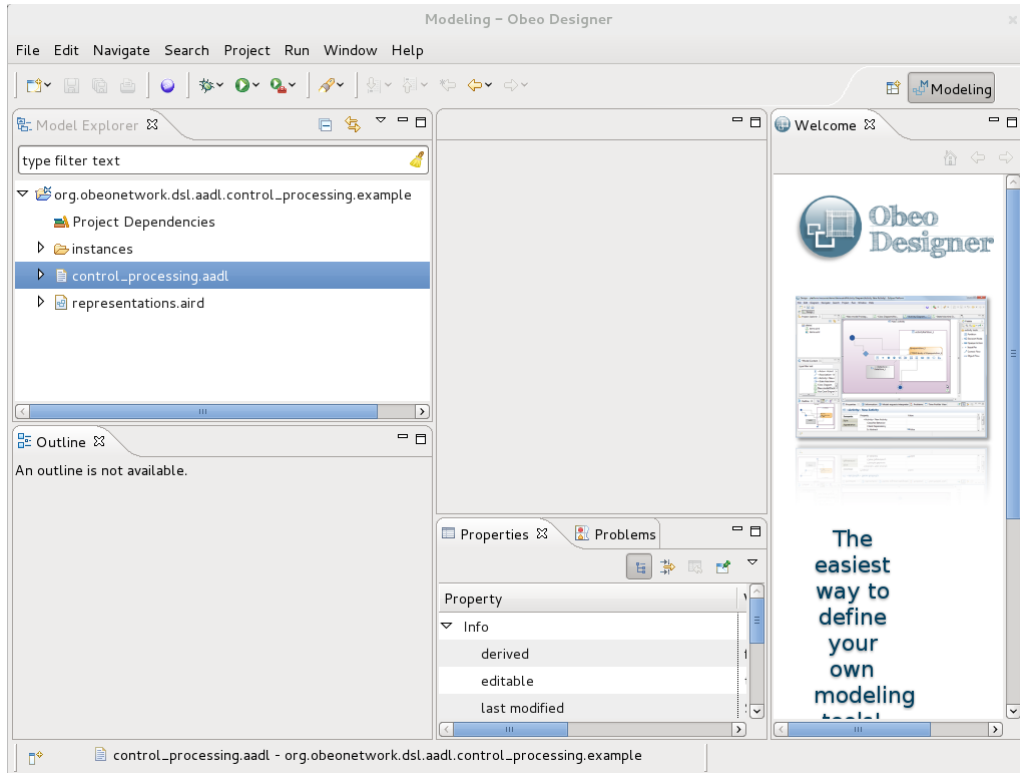 Modeling – Obeo Designer
File Edit Navigate Search Project Run Window Help
Modeling
Model Explorer
type filter text
org.obeonetwork.dsl.aadl.control_processing.example
Project Dependencies
instances
control_processing.aadl
representations.aird
Outline
An outline is not available.
Properties
Problems
Property
Info
derived
editable
last modified
Welcome
Obeo
Designer
The
easiest
way to
define
your
own
modeling
tools!
control_processing.aadl - org.obeonetwork.dsl.aadl.control_processing.example